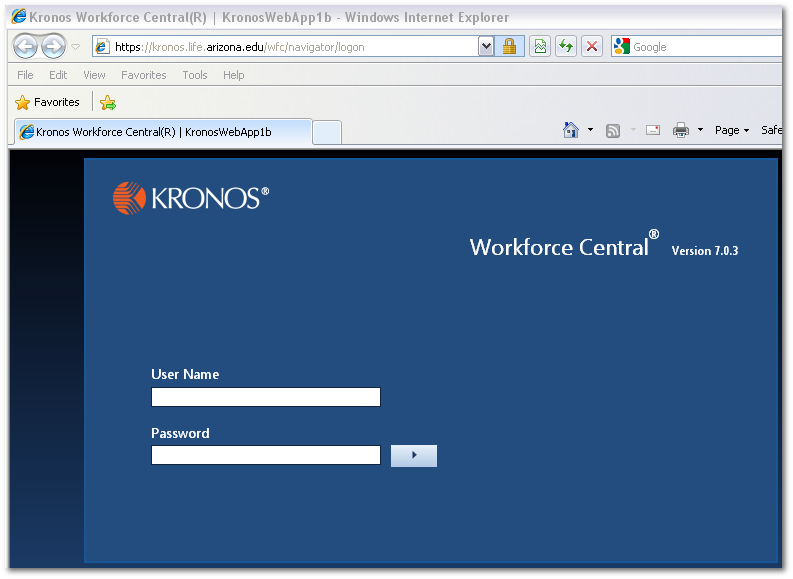 Kronos Workforce Central(R) | KronosWebApp1b - Windows Internet Explorer
https://kronos.life.arizona.edu/wfc/navigator/logon
Google
File Edit View Favorites Tools Help
Favorites
Kronos Workforce Central(R) | KronosWebApp1b
Page
Safe
KRONOS®
Workforce Central® Version 7.0.3
User Name
Password